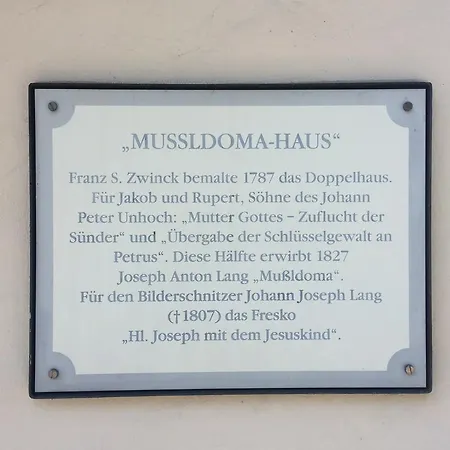 „MUSSLDOMA-HAUS“
Franz S. Zwinck bemalte 1787 das Doppelhaus.
Für Jakob und Rupert, Söhne des Johann
Peter Unhoch: „Mutter Gottes – Zuflucht der
Sünder“ und „Übergabe der Schlüsselgewalt an
Petrus“. Diese Hälfte erwirbt 1827
Joseph Anton Lang „Mußldoma“.
Für den Bilderschnitzer Johann Joseph Lang
(†1807) das Fresko
„Hl. Joseph mit dem Jesuskind“.